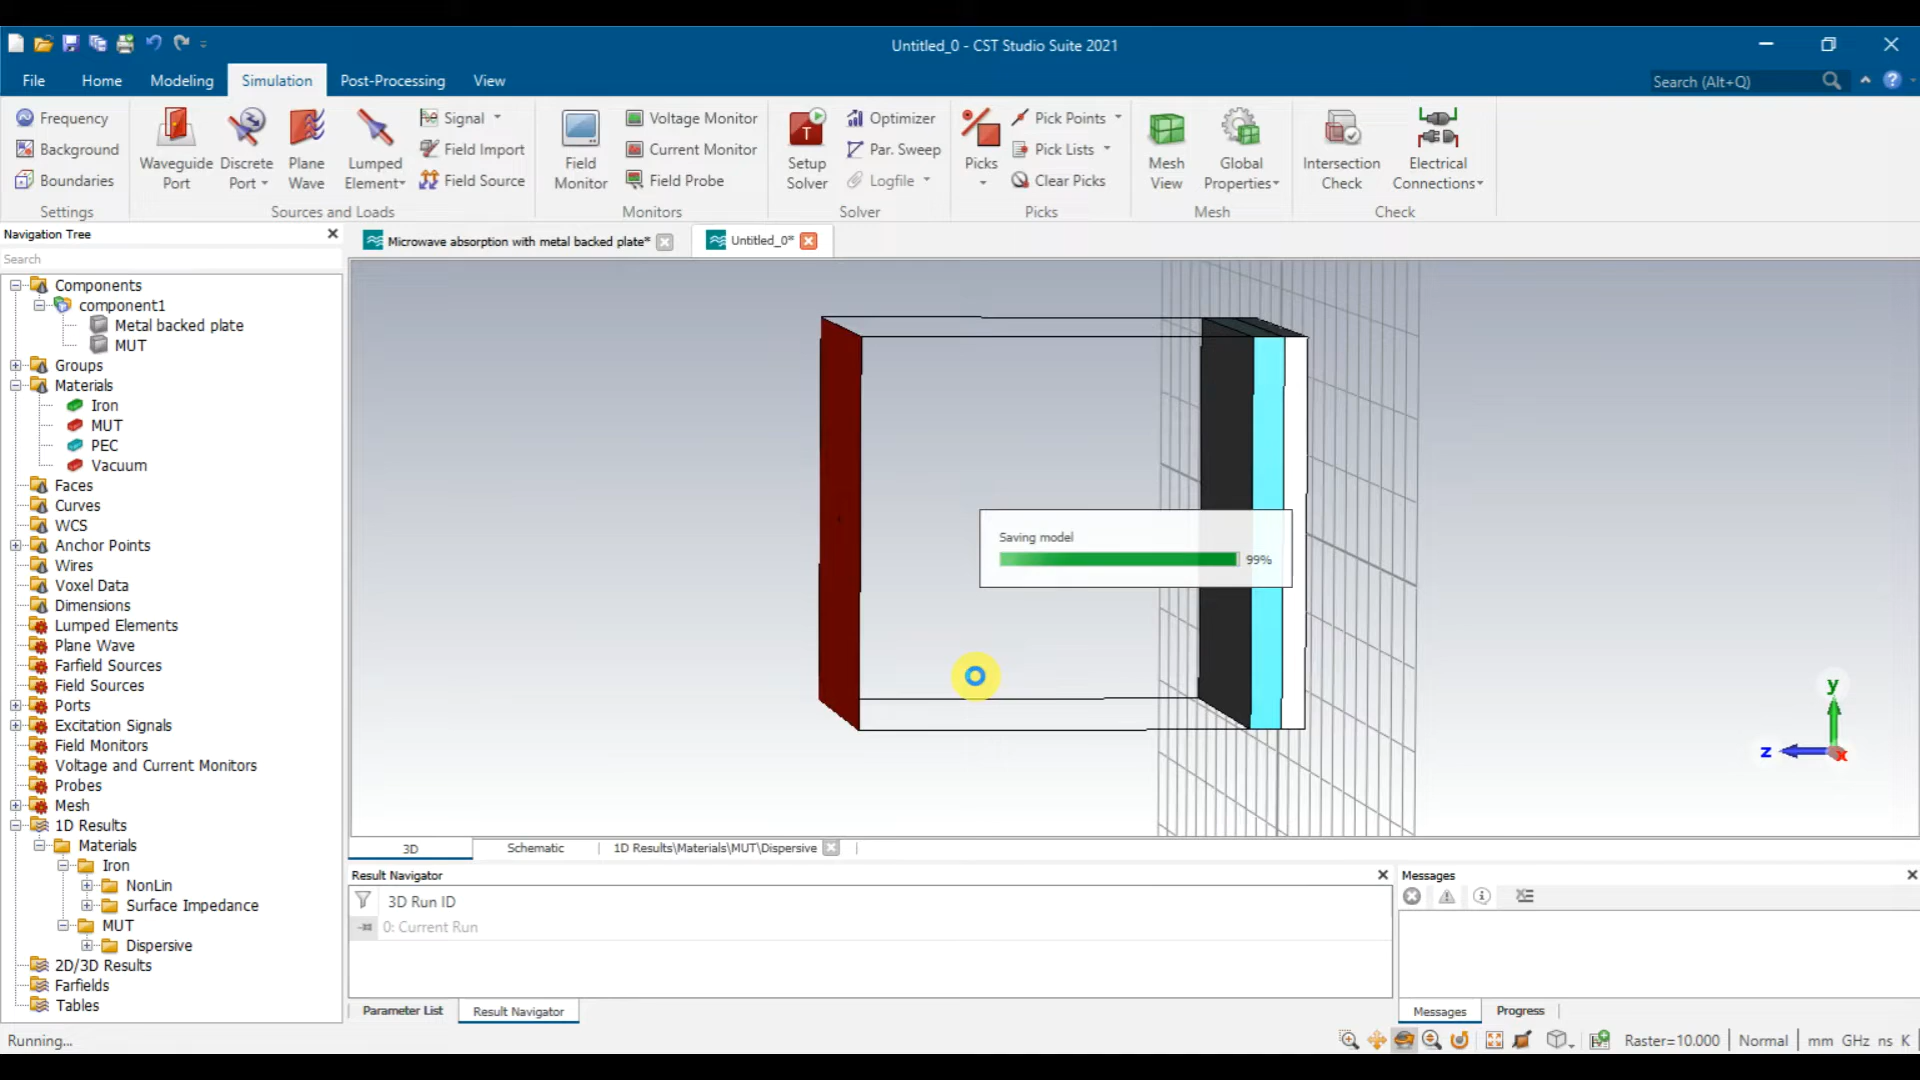 Untitled_0 - CST Studio Suite 2021
File Home Modeling Simulation Post-Processing View Search (Alt+Q)
Frequency
Background
Boundaries
Settings
Waveguide Port
Discrete Port
Plane Wave
Lumped Element
Signal
Field Import
Field Source
Sources and Loads
Field Monitor
Voltage Monitor
Current Monitor
Field Probe
Monitors
T
Setup Solver
Optimizer
Par. Sweep
Logfile
Solver
Picks
Pick Points
Pick Lists
Clear Picks
Picks
Mesh View
Global Properties
Mesh
Intersection Check
Electrical Connections
Check
Navigation Tree
Search
Microwave absorption with metal backed plate*
Untitled_0*
Components
component1
Metal backed plate
MUT
Groups
Materials
Iron
MUT
PEC
Vacuum
Faces
Curves
WCS
Anchor Points
Wires
Voxel Data
Dimensions
Lumped Elements
Plane Wave
Farfield Sources
Field Sources
Ports
Excitation Signals
Field Monitors
Voltage and Current Monitors
Probes
Mesh
1D Results
Materials
Iron
NonLin
Surface Impedance
MUT
Dispersive
2D/3D Results
Farfields
Tables
Saving model
99%
y
z
x
3D Schematic 1D Results\Materials\MUT\Dispersive
Result Navigator
3D Run ID
0: Current Run
Parameter List Result Navigator
Messages
Messages Progress
Running...
Raster=10.000 Normal mm GHz ns K